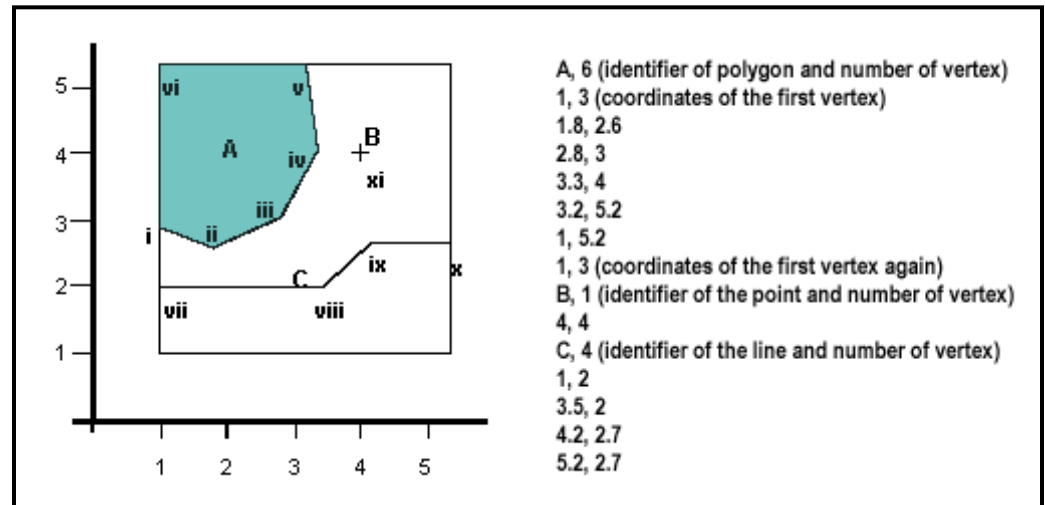 5
vi
v
B
4
A
iv
xi
3
iii
i
ii
2
C
ix
x
vii
viii
1
1 2 3 4 5
A, 6 (identifier of polygon and number of vertex)
1, 3 (coordinates of the first vertex)
1.8, 2.6
2.8, 3
3.3, 4
3.2, 5.2
1, 5.2
1, 3 (coordinates of the first vertex again)
B, 1 (identifier of the point and number of vertex)
4, 4
C, 4 (identifier of the line and number of vertex)
1, 2
3.5, 2
4.2, 2.7
5.2, 2.7